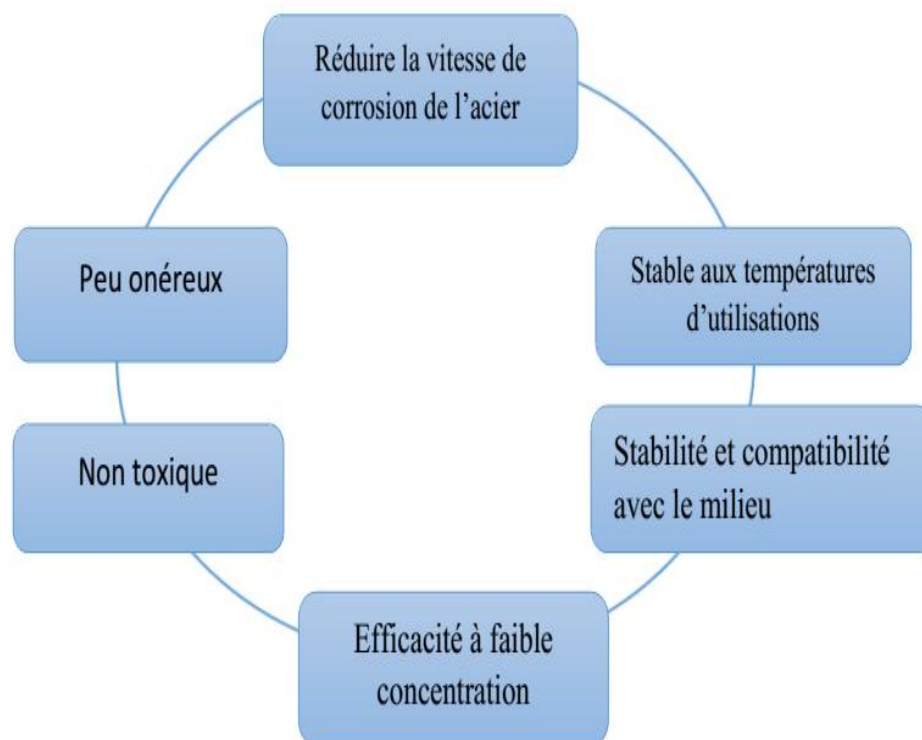 Réduire la vitesse de
corrosion de l’acier
Stable aux températures
d’utilisations
Stabilité et compatibilité
avec le milieu
Efficacité à faible
concentration
Non toxique
Peu onéreux